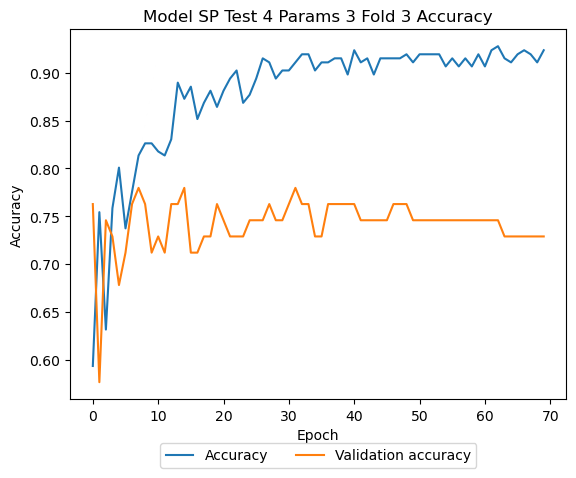 Model SP Test 4 Params 3 Fold 3 Accuracy
Accuracy
0.90
0.85
0.80
0.75
0.70
0.65
0.60
0 10 20 30 40 50 60 70
Epoch
Accuracy Validation accuracy